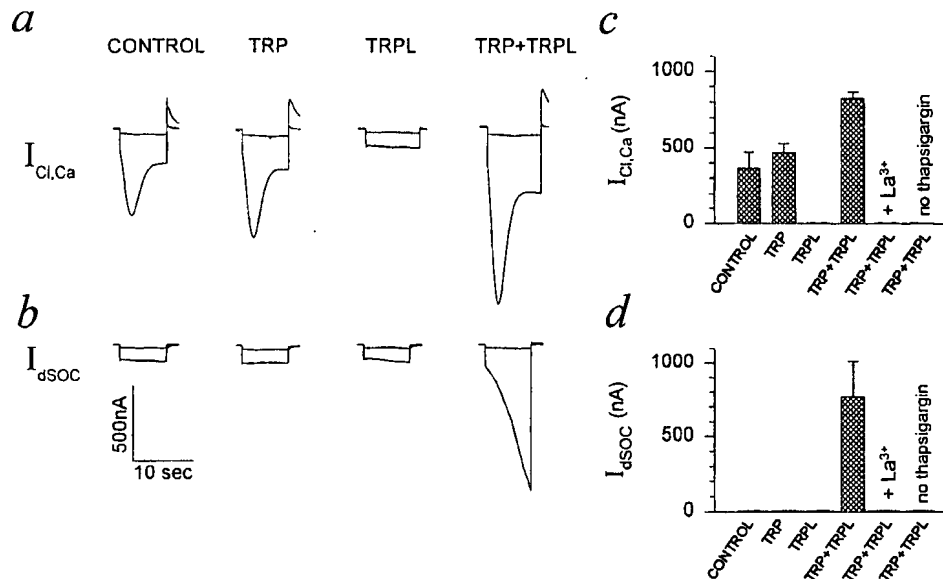 a
CONTROL TRP TRPL TRP+TRPL
I Cl,Ca
b
I dSOC
500nA
10 sec
c
I Cl,Ca (nA)
1000
500
0
+ La³⁺
no thapsigargin
CONTROL TRP TRPL TRP+TRPL TRP+TRPL TRP+TRPL
d
I dSOC (nA)
1000
500
0
+ La³⁺
no thapsigargin
CONTROL TRP TRPL TRP+TRPL TRP+TRPL TRP+TRPL